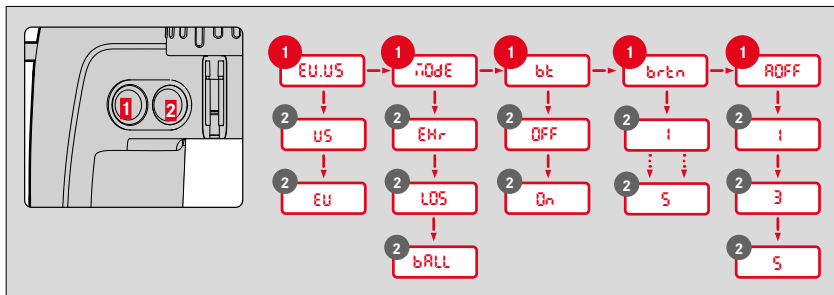 1 2
1 1 1 1 1
EU.US MODE bt brtn AOFF
2 2 2 2 2
US EHr OFF 1 1
2 2 2 2 2
EU LOS On 5 3
2 2
bALL 5